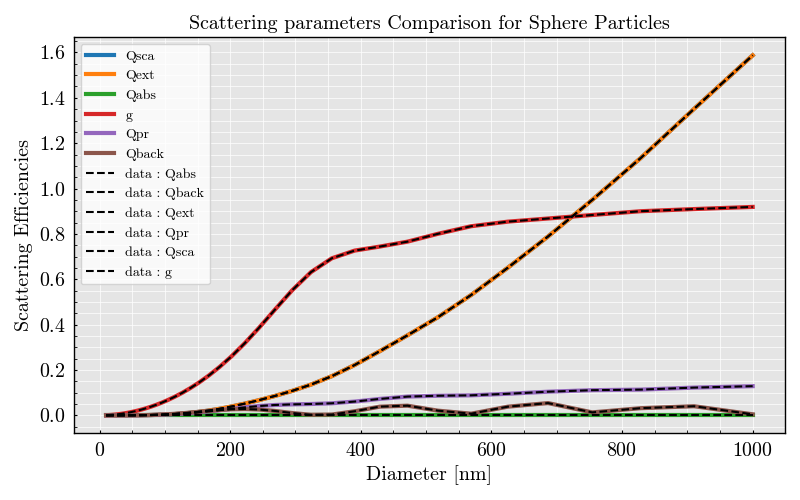 Scattering parameters Comparison for Sphere Particles
Scattering Efficiencies
1.6
1.4
1.2
1.0
0.8
0.6
0.4
0.2
0.0
Qsca
Qext
Qabs
g
Qpr
Qback
data : Qabs
data : Qback
data : Qext
data : Qpr
data : Qsca
data : g
0 200 400 600 800 1000
Diameter [nm]